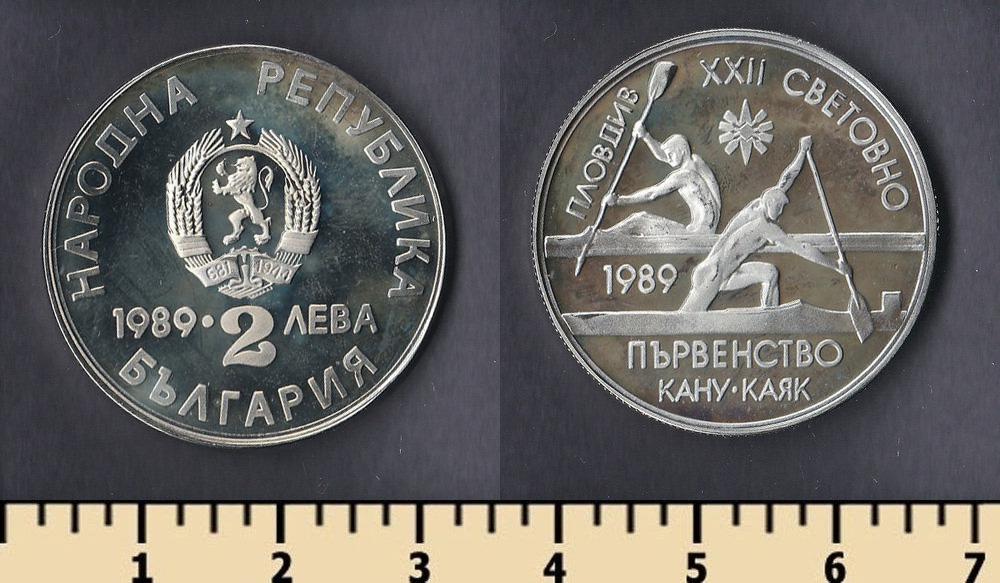 НАРОДНА РЕПУБЛИКА
681 1944
1989•2 ЛЕВА
БЪЛГАРИЯ
ПЛОВДИВ
XXII СВЕТОВНО
1989
ПЪРВЕНСТВО
КАНУ•КАЯК
1 2 3 4 5 6 7